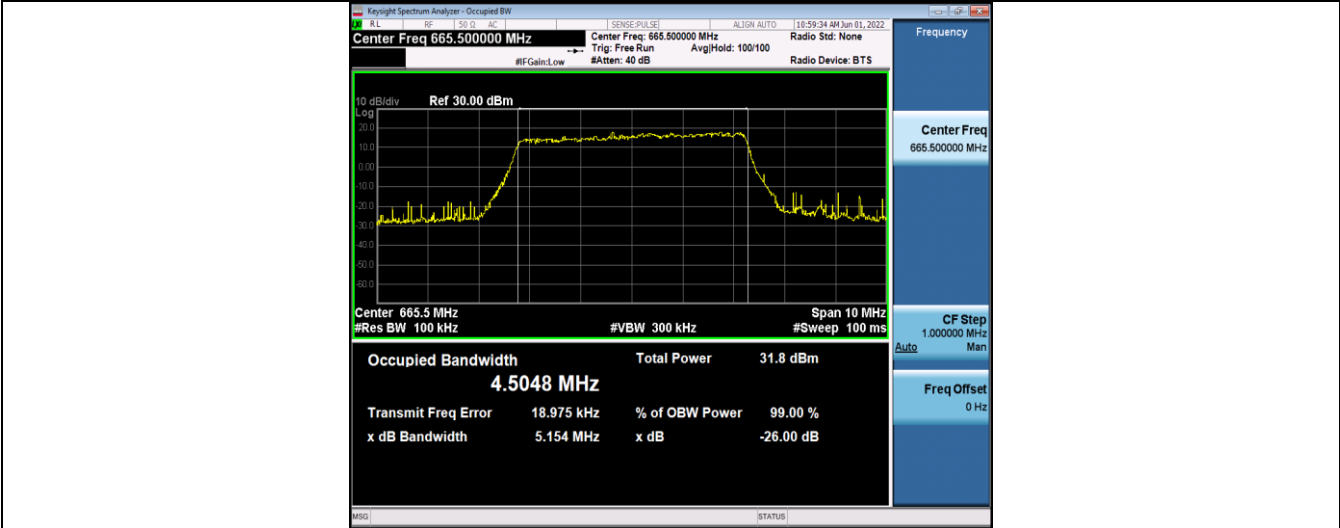 Keysight Spectrum Analyzer - Occupied BW
LXI RL RF 50 Ω AC SENSE:PULSE ALIGN AUTO 10:59:34 AM Jun 01, 2022
Center Freq 665.500000 MHz
Center Freq: 665.500000 MHz
Radio Std: None
Trig: Free Run Avg|Hold: 100/100
#IFGain:Low
#Atten: 40 dB
Radio Device: BTS
10 dB/div Ref 30.00 dBm
Log
20.0
10.0
0.00
-10.0
-20.0
-30.0
-40.0
-50.0
-60.0
Center 665.5 MHz Span 10 MHz
#Res BW 100 kHz #VBW 300 kHz #Sweep 100 ms
Occupied Bandwidth Total Power 31.8 dBm
4.5048 MHz
Transmit Freq Error 18.975 kHz % of OBW Power 99.00 %
x dB Bandwidth 5.154 MHz x dB -26.00 dB
MSG STATUS
Frequency
Center Freq
665.500000 MHz
CF Step
1.000000 MHz
Auto Man
Freq Offset
0 Hz